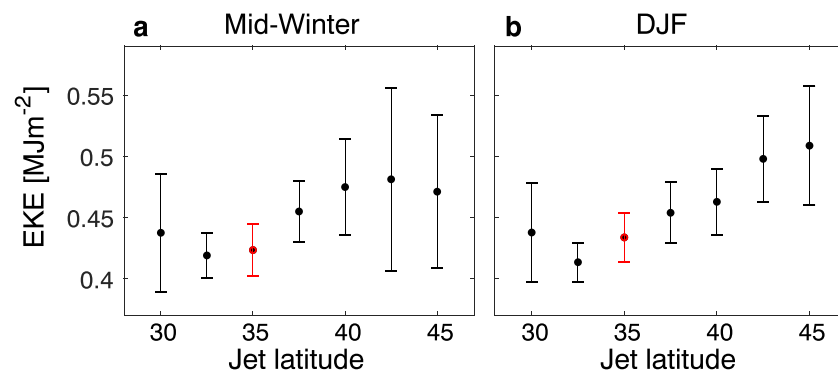 a Mid-Winter
b DJF
EKE [MJm⁻²]
0.55
0.5
0.45
0.4
30 35 40 45
30 35 40 45
Jet latitude
Jet latitude